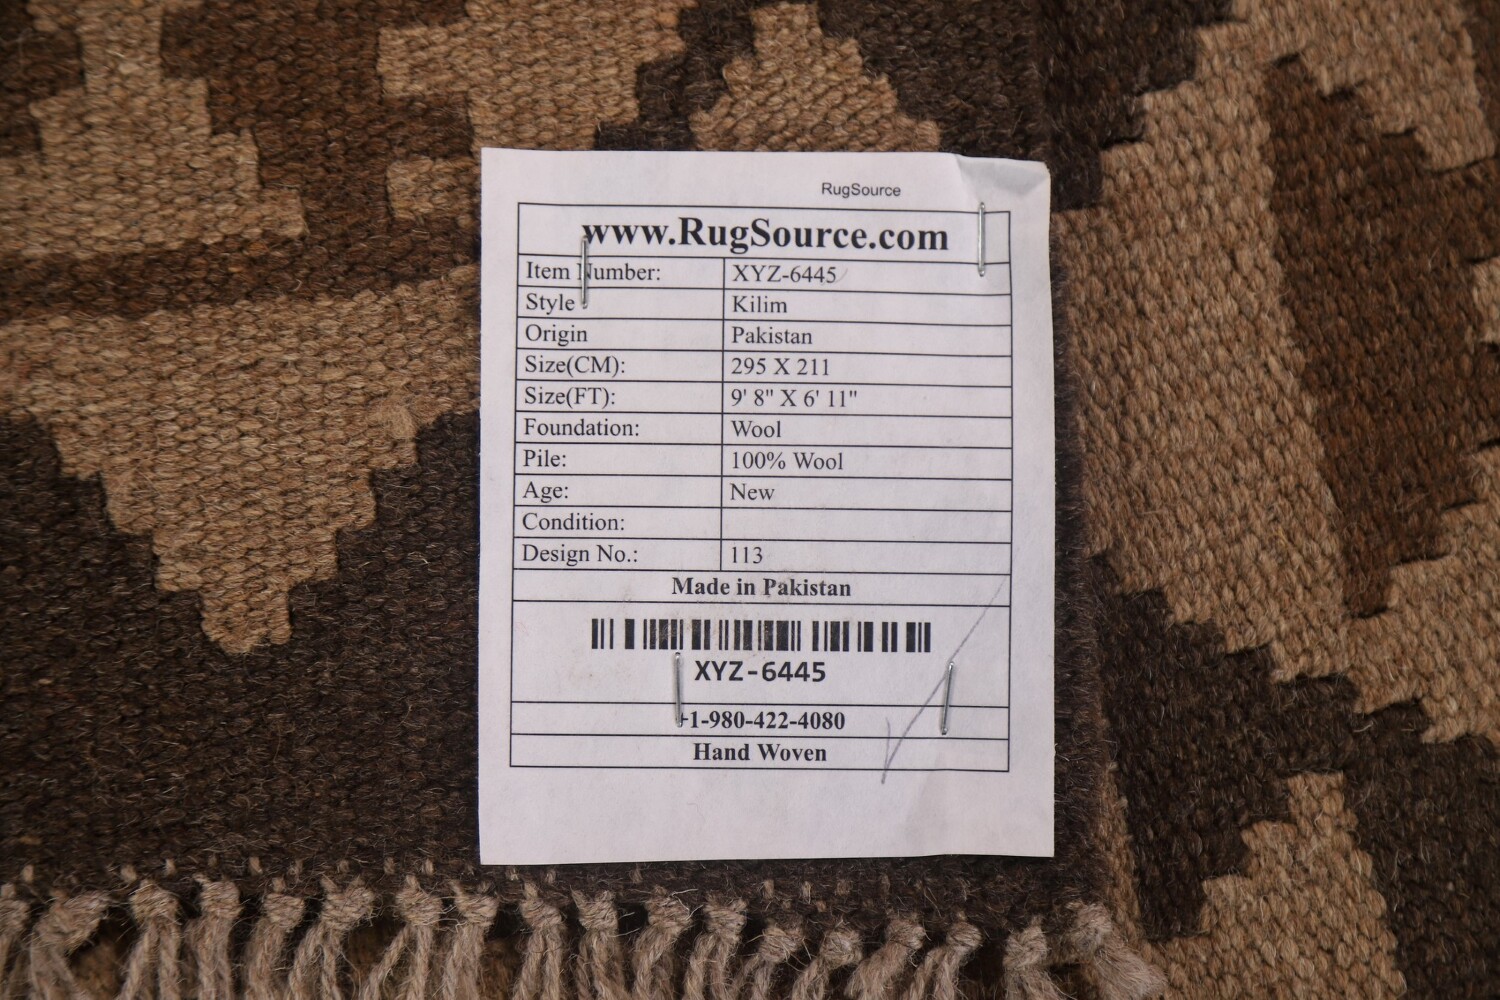 RugSource
www.RugSource.com
Item Number: XYZ-6445
Style Kilim
Origin Pakistan
Size(CM): 295 X 211
Size(FT): 9' 8" X 6' 11"
Foundation: Wool
Pile: 100% Wool
Age: New
Condition:
Design No.: 113
Made in Pakistan
XYZ-6445
+1-980-422-4080
Hand Woven